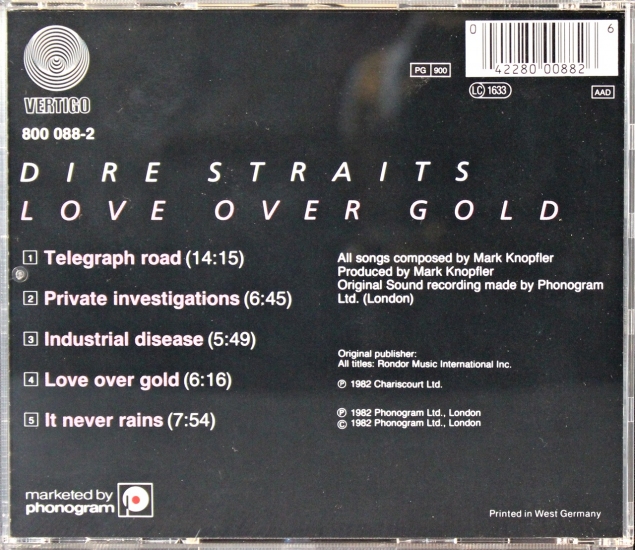 0 42280 00882 6
PG 900
LC 1633
AAD
VERTIGO
800 088-2
DIRE STRAITS
LOVE OVER GOLD
1 Telegraph road (14:15)
2 Private investigations (6:45)
3 Industrial disease (5:49)
4 Love over gold (6:16)
5 It never rains (7:54)
All songs composed by Mark Knopfler
Produced by Mark Knopfler
Original Sound recording made by Phonogram
Ltd. (London)
Original publisher:
All titles: Rondor Music International Inc.
℗ 1982 Chariscourt Ltd.
℗ 1982 Phonogram Ltd., London
© 1982 Phonogram Ltd., London
marketed by
phonogram
Printed in West Germany